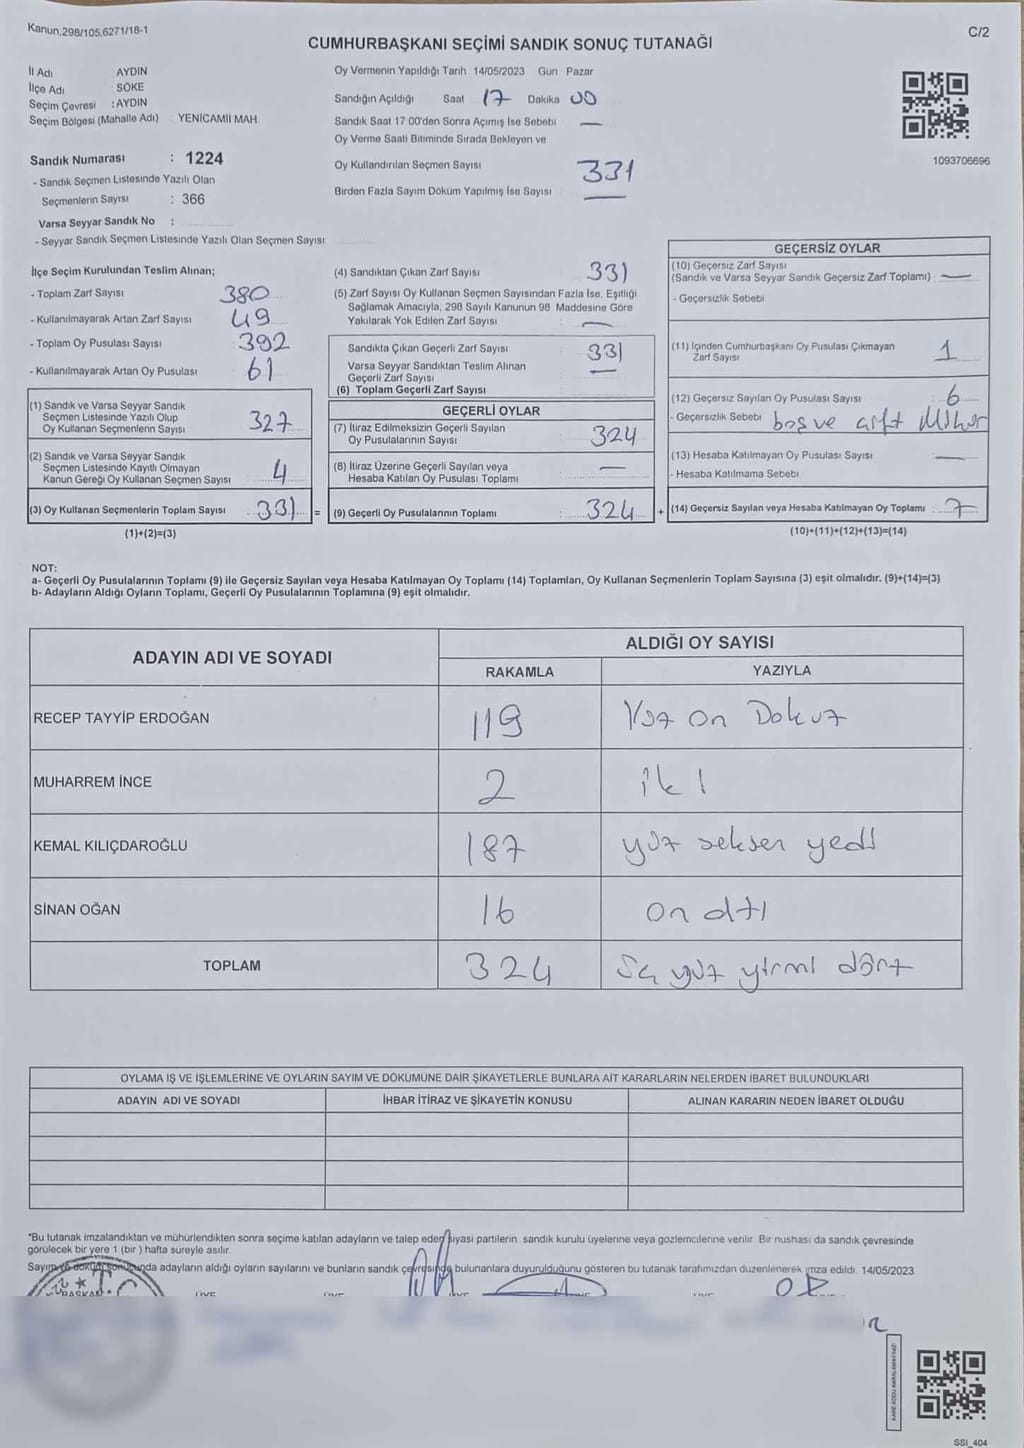 Kanun,298/105,6271/18-1
C/2
CUMHURBAŞKANI SEÇİMİ SANDIK SONUÇ TUTANAĞI
İl Adı : AYDIN
İlçe Adı : SÖKE
Seçim Çevresi : AYDIN
Seçim Bölgesi (Mahalle Adı) : YENİCAMİİ MAH.
Sandık Numarası : 1224
- Sandık Seçmen Listesinde Yazılı Olan
Seçmenlerin Sayısı : 366
Varsa Seyyar Sandık No :
- Seyyar Sandık Seçmen Listesinde Yazılı Olan Seçmen Sayısı
Oy Vermenin Yapıldığı Tarih 14/05/2023 Gün Pazar
Sandığın Açıldığı Saat 17 Dakika 00
Sandık Saat 17 00'den Sonra Açımış İse Sebebi —
Oy Verme Saati Bitiminde Sırada Bekleyen ve
Oy Kullandırılan Seçmen Sayısı 331
Birden Fazla Sayım Döküm Yapılmış İse Sayısı —
1093706696
İlçe Seçim Kurulundan Teslim Alınan;
- Toplam Zarf Sayısı 380
- Kullanılmayarak Artan Zarf Sayısı 49
- Toplam Oy Pusulası Sayısı : 392
- Kullanılmayarak Artan Oy Pusulası 61
(1) Sandık ve Varsa Seyyar Sandık
Seçmen Listesinde Yazılı Olup
Oy Kullanan Seçmenlerin Sayısı 327
(2) Sandık ve Varsa Seyyar Sandık
Seçmen Listesinde Kayıtlı Olmayan
Kanun Gereği Oy Kullanan Seçmen Sayısı 4
(3) Oy Kullanan Seçmenlerin Toplam Sayısı 331 =
(1)+(2)=(3)
(4) Sandıktan Çıkan Zarf Sayısı 331
(5) Zarf Sayısı Oy Kullanan Seçmen Sayısından Fazla İse, Eşitliği
Sağlamak Amacıyla, 298 Sayılı Kanunun 98 Maddesine Göre
Yakılarak Yok Edilen Zarf Sayısı —
Sandıkta Çıkan Geçerli Zarf Sayısı 331
Varsa Seyyar Sandıktan Teslim Alınan
Geçerli Zarf Sayısı —
(6) Toplam Geçerli Zarf Sayısı
GEÇERLİ OYLAR
(7) İtiraz Edilmeksizin Geçerli Sayılan
Oy Pusulalarının Sayısı 324
(8) İtiraz Üzerine Geçerli Sayılan veya
Hesaba Katılan Oy Pusulası Toplamı —
(9) Geçerli Oy Pusulalarının Toplamı : 324 +
GEÇERSİZ OYLAR
(10) Geçersiz Zarf Sayısı
(Sandık ve Varsa Seyyar Sandık Geçersiz Zarf Toplamı) : —
- Geçersizlik Sebebi
(11) İçinden Cumhurbaşkanı Oy Pusulası Çıkmayan
Zarf Sayısı 1
(12) Geçersiz Sayılan Oy Pusulası Sayısı 6
- Geçersizlik Sebebi boş ve çift Mühür
(13) Hesaba Katılmayan Oy Pusulası Sayısı —
- Hesaba Katılmama Sebebi
(14) Geçersiz Sayılan veya Hesaba Katılmayan Oy Toplamı : 7
(10)+(11)+(12)+(13)=(14)
NOT:
a- Geçerli Oy Pusulalarının Toplamı (9) ile Geçersiz Sayılan veya Hesaba Katılmayan Oy Toplamı (14) Toplamları, Oy Kullanan Seçmenlerin Toplam Sayısına (3) eşit olmalıdır. (9)+(14)=(3)
b- Adayların Aldığı Oyların Toplamı, Geçerli Oy Pusulalarının Toplamına (9) eşit olmalıdır.
ADAYIN ADI VE SOYADI
ALDIĞI OY SAYISI
RAKAMLA YAZIYLA
RECEP TAYYİP ERDOĞAN 119 Yüz on Dokuz
MUHARREM İNCE 2 iki
KEMAL KILIÇDAROĞLU 187 yüz seksen yedi
SİNAN OĞAN 16 on altı
TOPLAM 324 üç yüz yirmi dört
OYLAMA İŞ VE İŞLEMLERİNE VE OYLARIN SAYIM VE DÖKÜMÜNE DAİR ŞİKAYETLERLE BUNLARA AİT KARARLARIN NELERDEN İBARET BULUNDUKLARI
ADAYIN ADI VE SOYADI İHBAR İTİRAZ VE ŞİKAYETİN KONUSU ALINAN KARARIN NEDEN İBARET OLDUĞU
*Bu tutanak imzalandıktan ve mühürlendikten sonra seçime katılan adayların ve talep eden siyasi partilerin sandık kurulu üyelerine veya gözlemcilerine verilir. Bir nushası da sandık çevresinde
görülecek bir yere 1 (bir) hafta süreyle asılır.
Sayım ve döküm sonucunda adayların aldığı oyların sayılarını ve bunların sandık çevresinde bulunanlara duyurulduğunu gösteren bu tutanak tarafımızdan düzenlenerek imza edildi. 14/05/2023
T.C
BAŞKAN
SSI_404